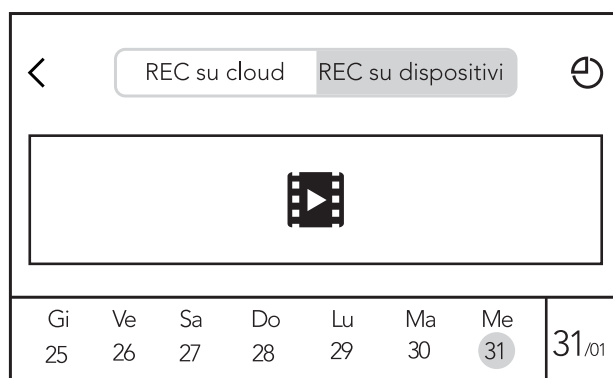 REC su cloud REC su dispositivi
Gi Ve Sa Do Lu Ma Me
25 26 27 28 29 30 31
31/01